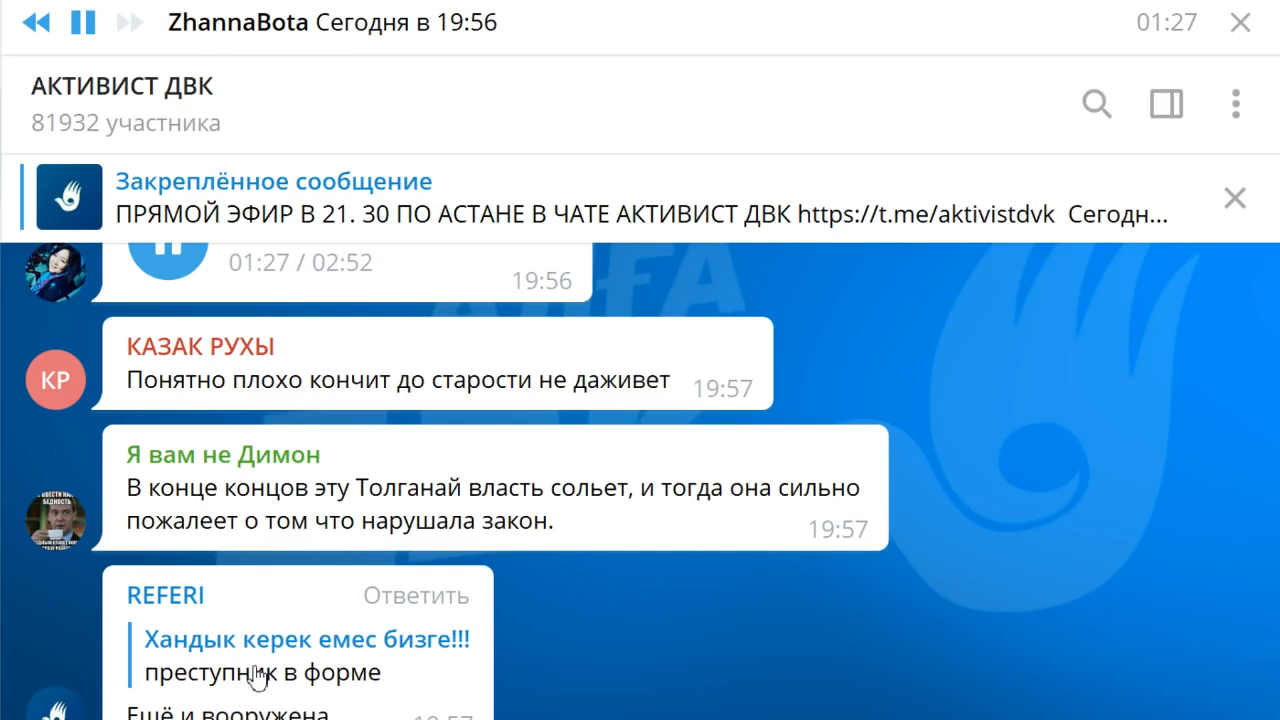 ZhannaBota Сегодня в 19:56
01:27
АКТИВИСТ ДВК
81932 участника
Закреплённое сообщение
ПРЯМОЙ ЭФИР В 21. 30 ПО АСТАНЕ В ЧАТЕ АКТИВИСТ ДВК https://t.me/aktivistdvk Сегодн...
01:27 / 02:52
19:56
КАЗАК РУХЫ
КР
Понятно плохо кончит до старости не даживет
19:57
Я вам не Димон
В конце концов эту Толганай власть сольет, и тогда она сильно
пожалеет о том что нарушала закон.
19:57
REFERI
Ответить
Хандык керек емес бизге!!!
преступник в форме
Ещё и вооружена
19:57